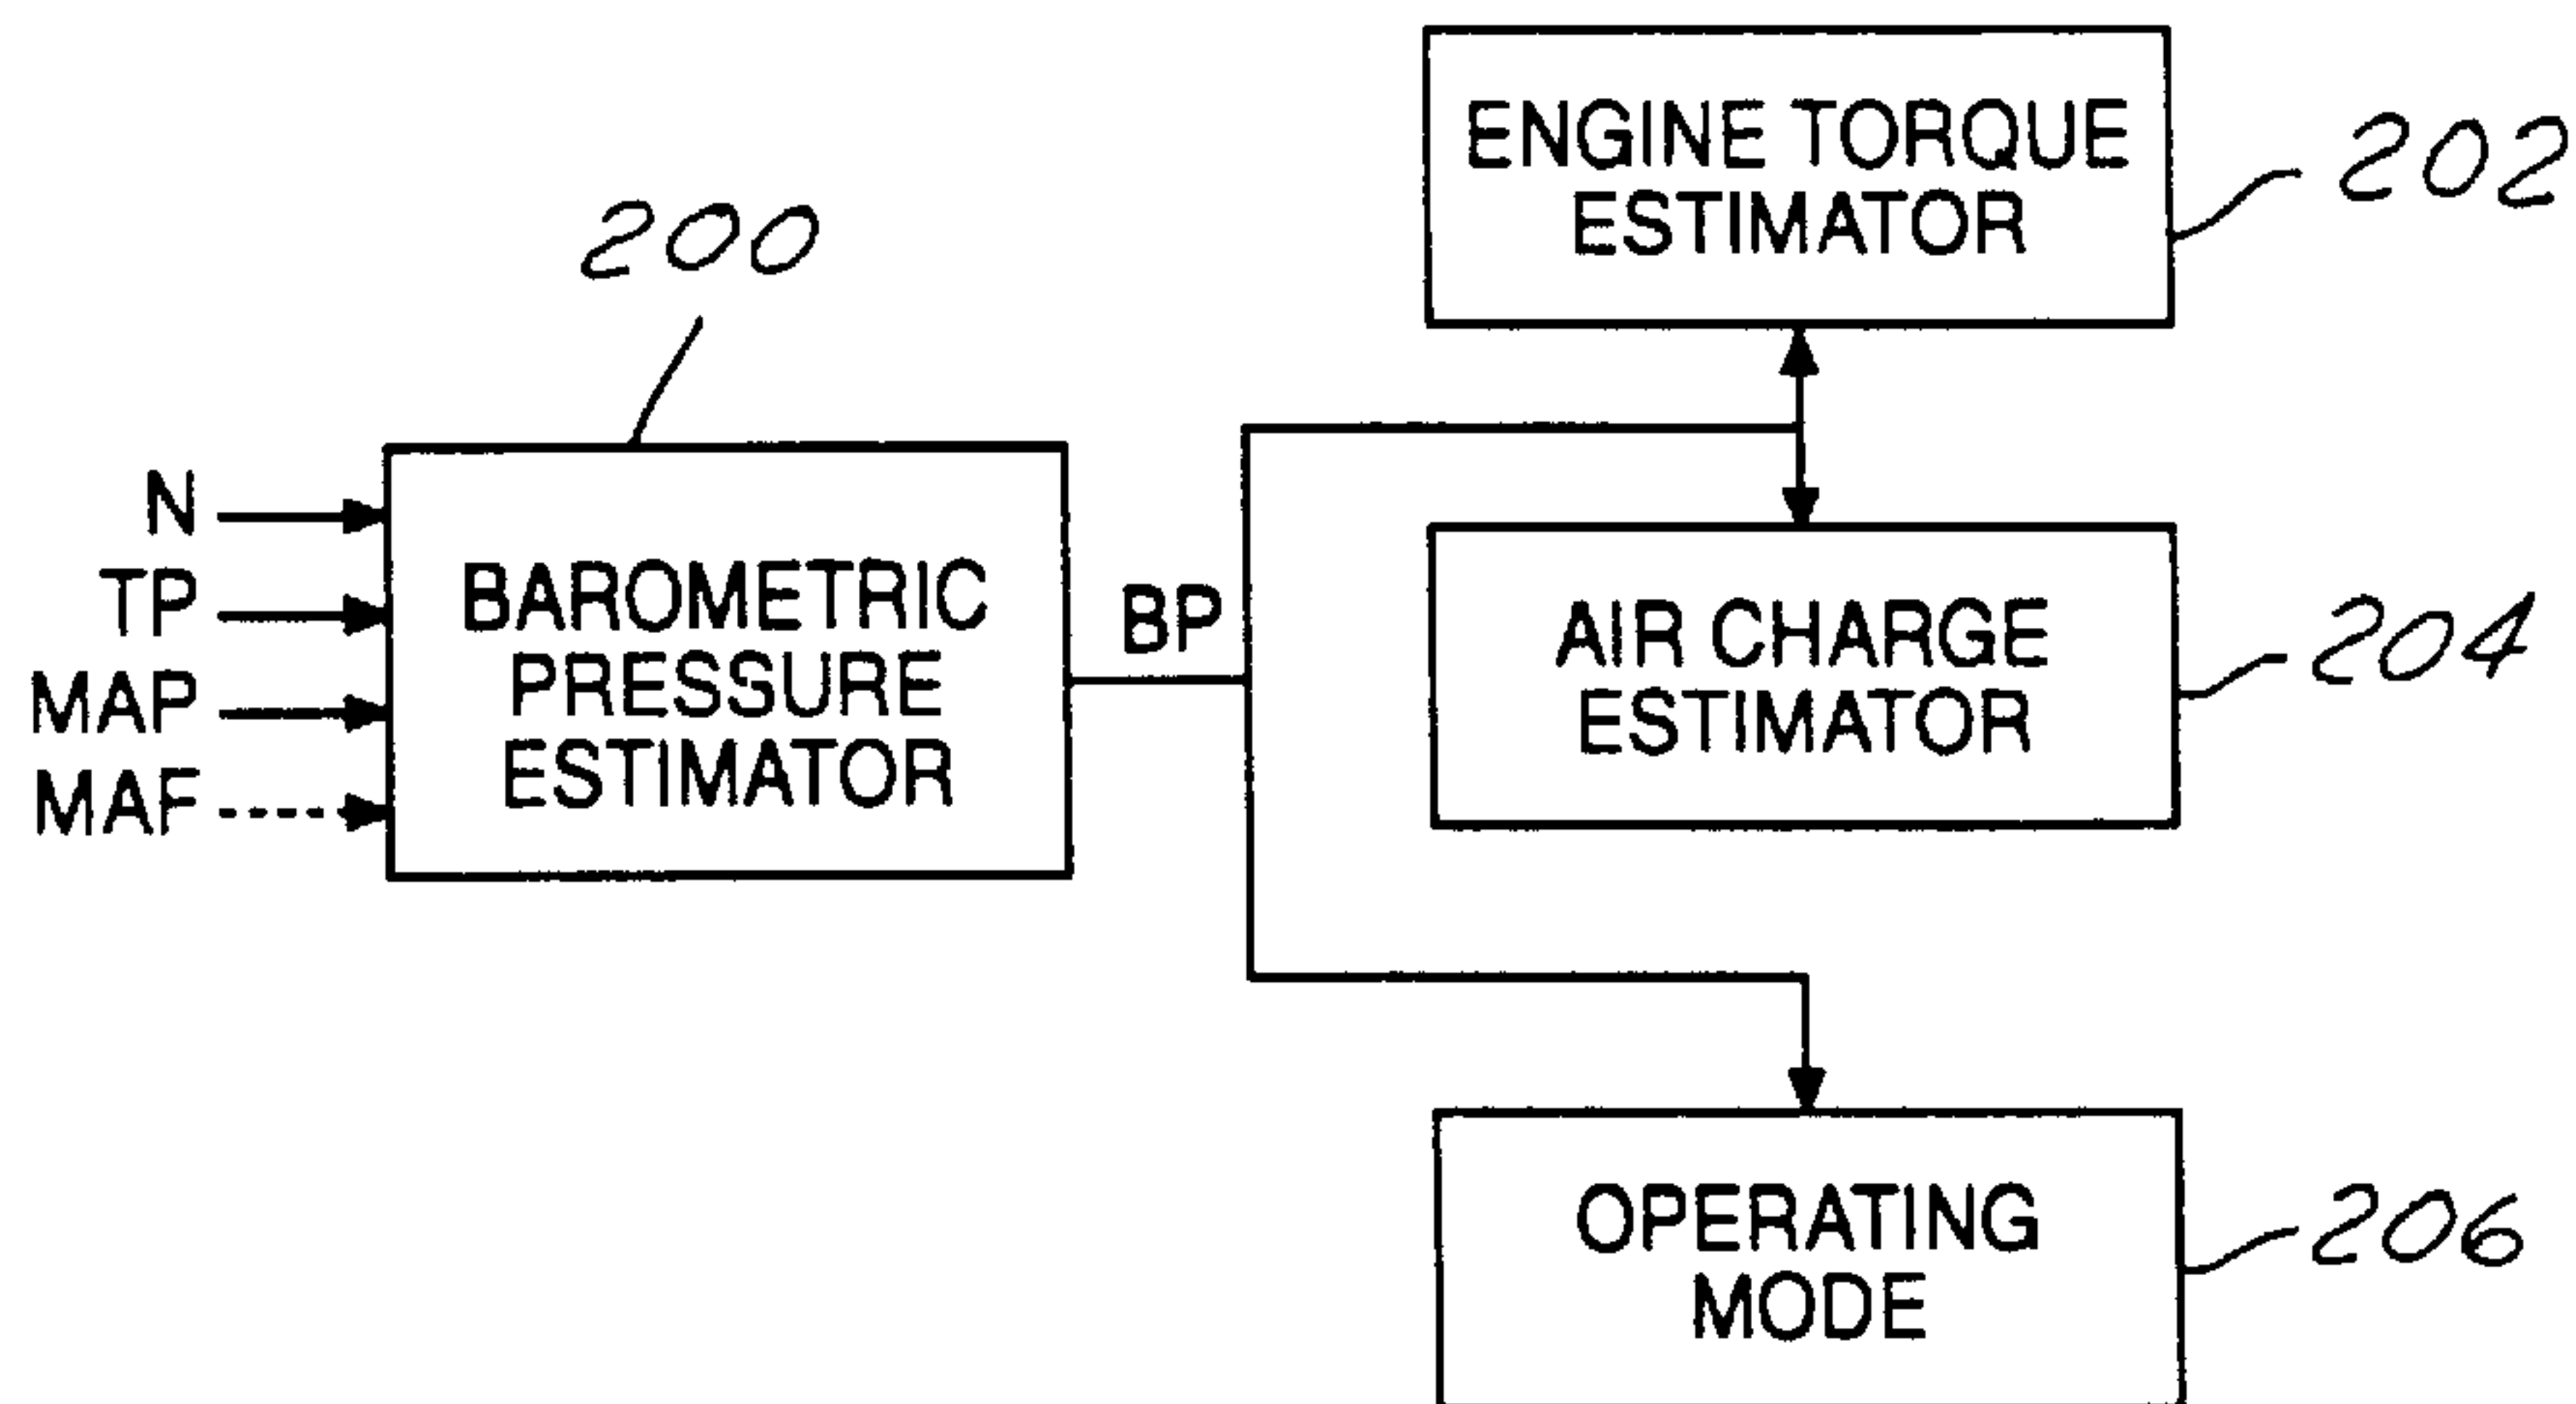 200
N
TP
MAP
MAF
BAROMETRIC
PRESSURE
ESTIMATOR
BP
ENGINE TORQUE
ESTIMATOR
202
AIR CHARGE
ESTIMATOR
204
OPERATING
MODE
206